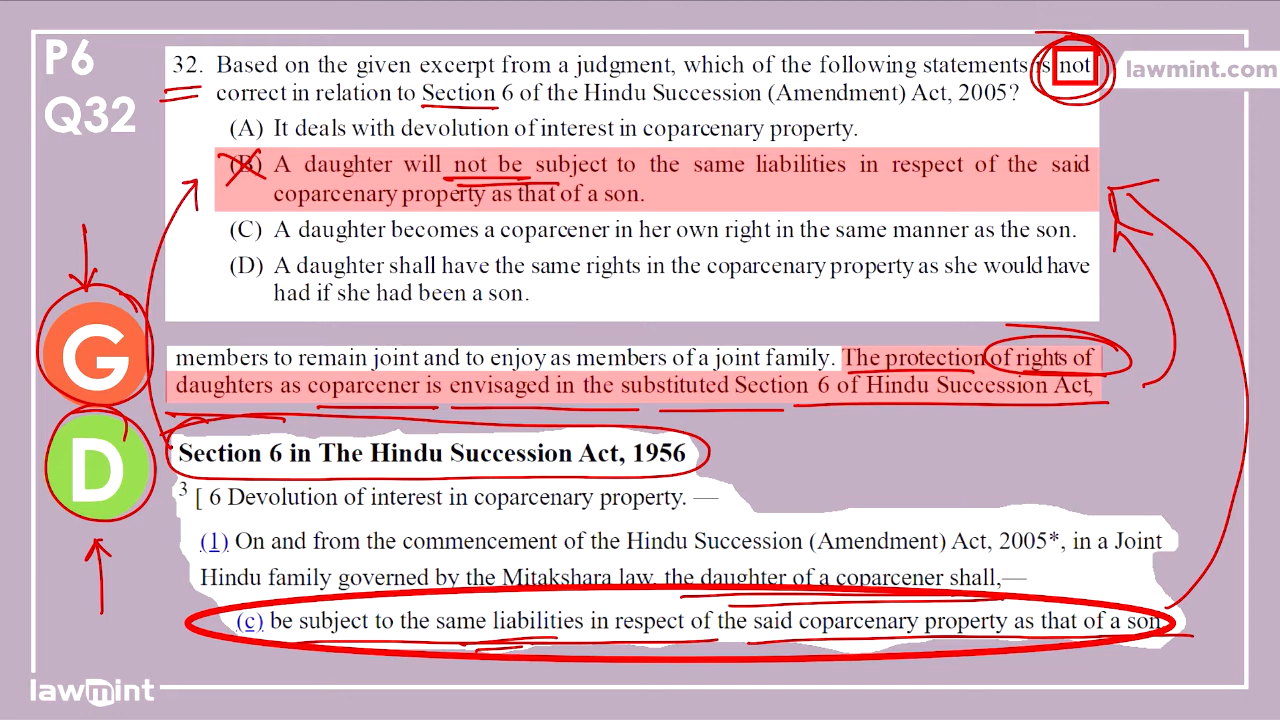 P6
Q32
32. Based on the given excerpt from a judgment, which of the following statements is not
correct in relation to Section 6 of the Hindu Succession (Amendment) Act, 2005?
lawmint.com
(A) It deals with devolution of interest in coparcenary property.
(B) A daughter will not be subject to the same liabilities in respect of the said
coparcenary property as that of a son.
(C) A daughter becomes a coparcener in her own right in the same manner as the son.
(D) A daughter shall have the same rights in the coparcenary property as she would have
had if she had been a son.
G
members to remain joint and to enjoy as members of a joint family. The protection of rights of
daughters as coparcener is envisaged in the substituted Section 6 of Hindu Succession Act,
D
Section 6 in The Hindu Succession Act, 1956
3 [ 6 Devolution of interest in coparcenary property. —
(1) On and from the commencement of the Hindu Succession (Amendment) Act, 2005*, in a Joint
Hindu family governed by the Mitakshara law, the daughter of a coparcener shall,—
(c) be subject to the same liabilities in respect of the said coparcenary property as that of a son
lawmint